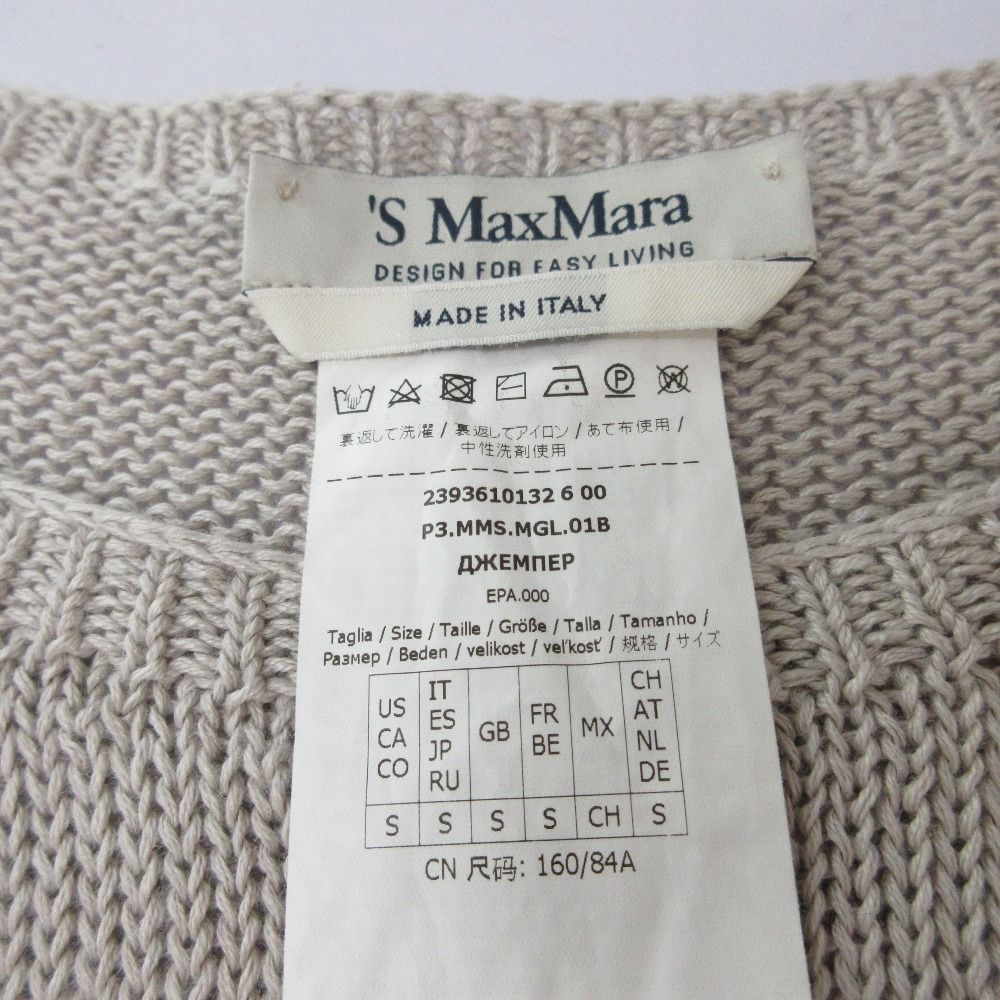 'S MaxMara
DESIGN FOR EASY LIVING
MADE IN ITALY
P W
裏返して洗濯 / 裏返してアイロン / あて布使用 /
中性洗剤使用
2393610132 6 00
P3.MMS.MGL.01B
ДЖЕМПЕР
EPA.000
Taglia / Size / Taille / Größe / Talla / Tamanho /
Размер / Beden / velikost / veľkosť / 规格 / サイズ
US CA CO
IT ES JP RU
GB
FR BE
MX
CH AT NL DE
S S S S CH S
CN 尺码: 160/84A